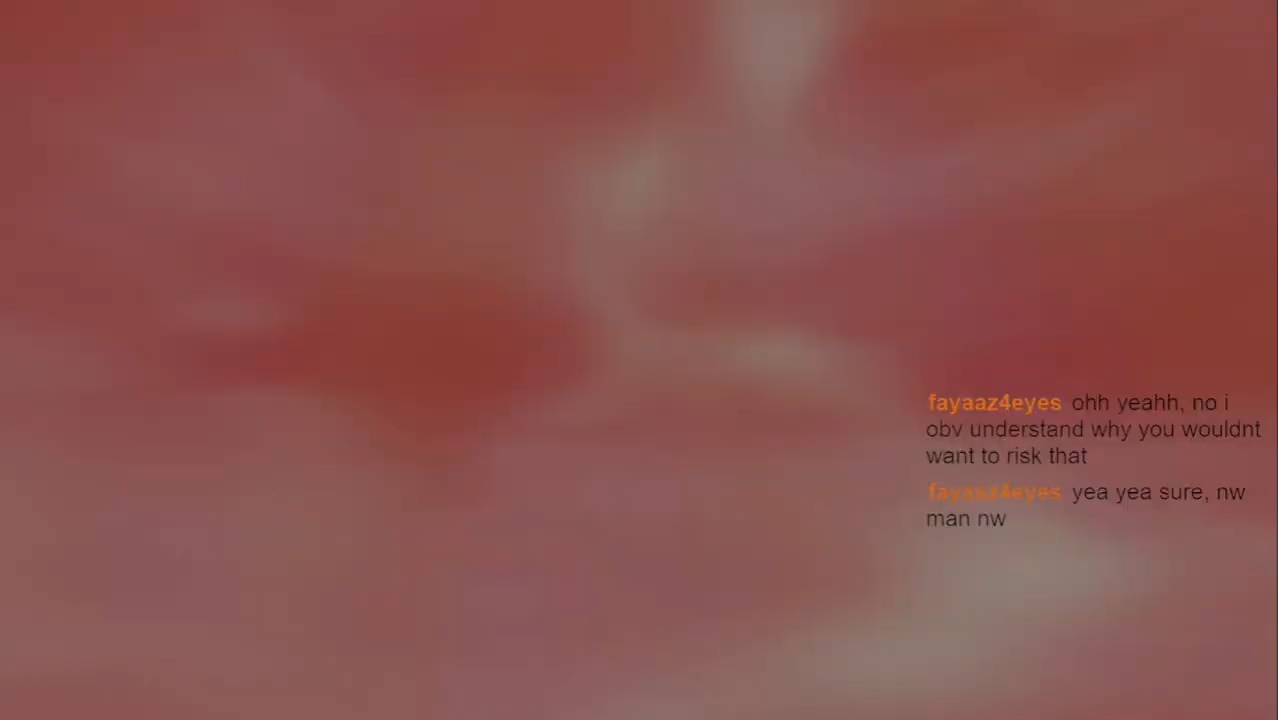 fayaaz4eyes ohh yeahh, no i
obv understand why you wouldnt
want to risk that
fayaaz4eyes yea yea sure, nw
man nw